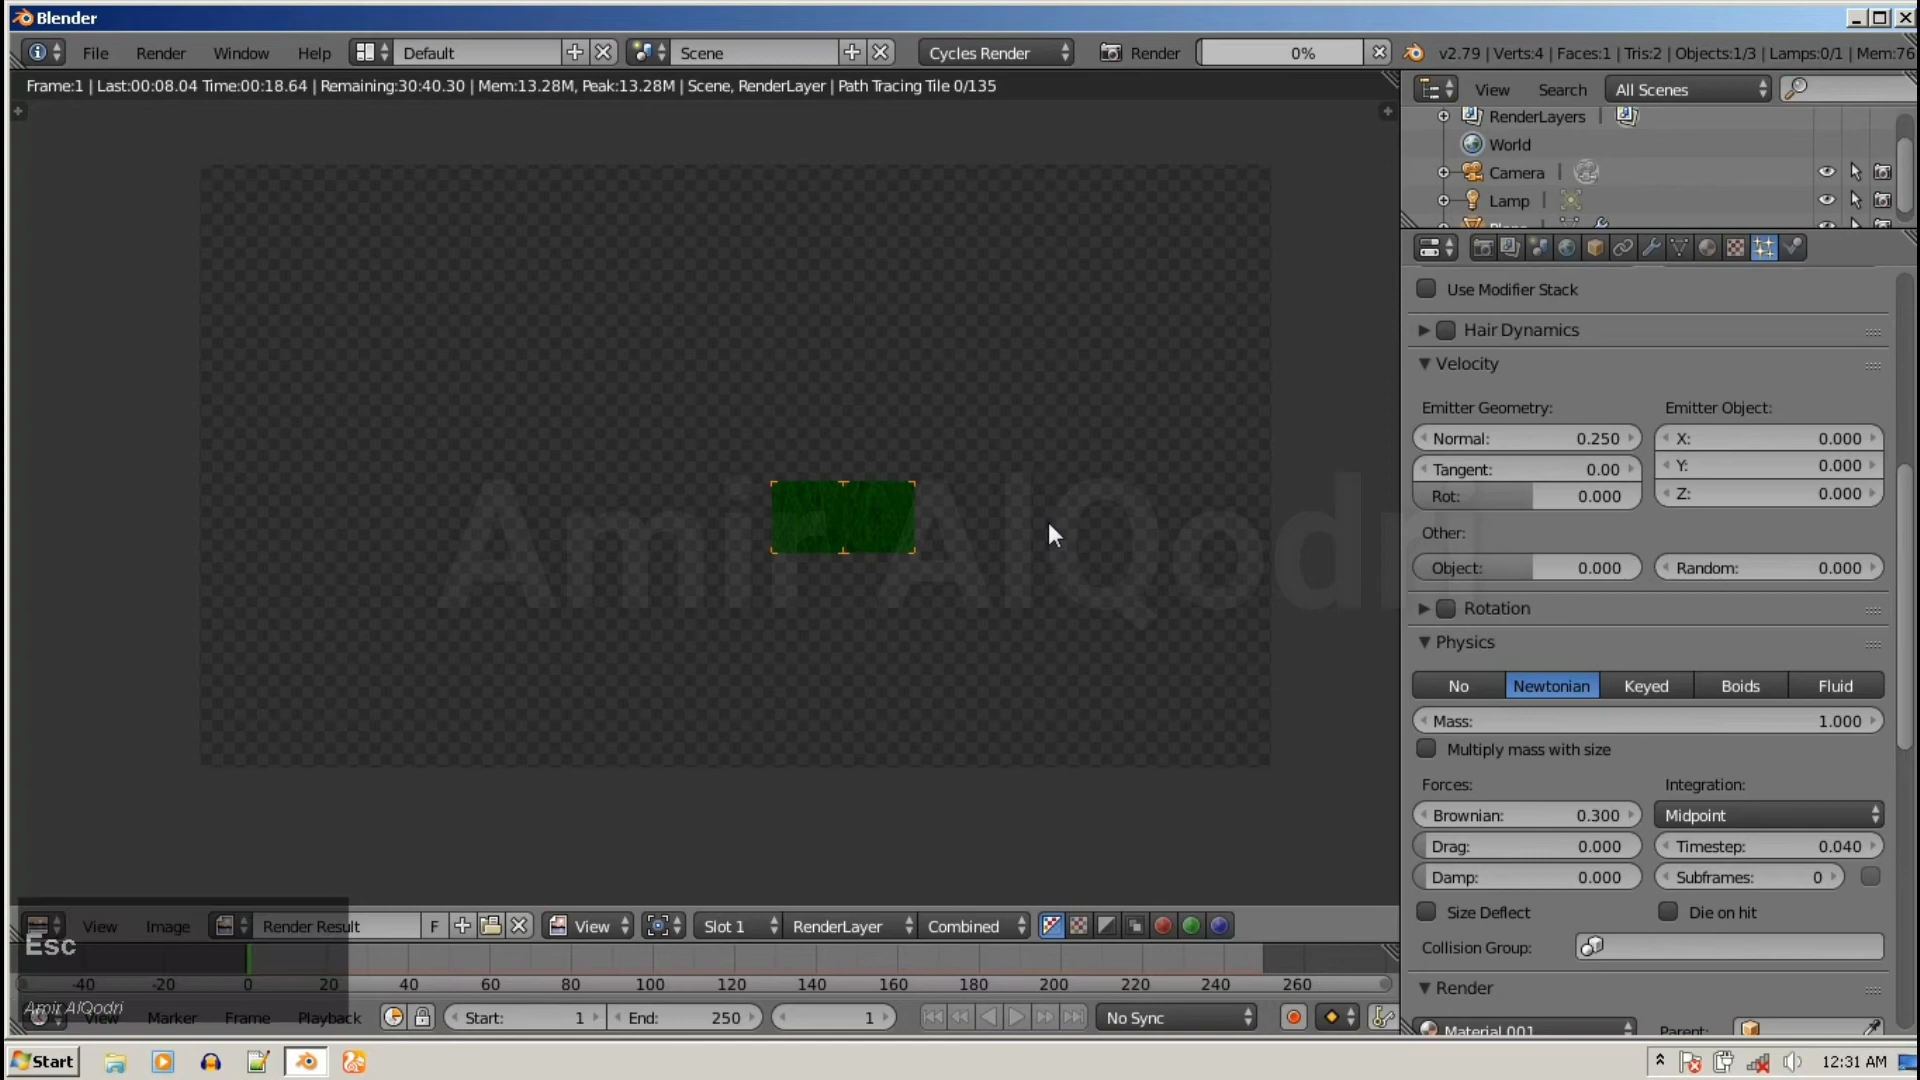 Blender
File Render Window Help Default Scene Cycles Render Render 0% v2.79 | Verts:4 | Faces:1 | Tris:2 | Objects:1/3 | Lamps:0/1 | Mem:76
Frame:1 | Last:00:08.04 Time:00:18.64 | Remaining:30:40.30 | Mem:13.28M, Peak:13.28M | Scene, RenderLayer | Path Tracing Tile 0/135
View Search All Scenes
RenderLayers
World
Camera
Lamp
Use Modifier Stack
Hair Dynamics
Velocity
Emitter Geometry: Emitter Object:
Normal: 0.250 X: 0.000
Tangent: 0.00 Y: 0.000
Rot: 0.000 Z: 0.000
Other:
Object: 0.000 Random: 0.000
Rotation
Physics
No Newtonian Keyed Boids Fluid
Mass: 1.000
Multiply mass with size
Forces: Integration:
Brownian: 0.300 Midpoint
Drag: 0.000 Timestep: 0.040
Damp: 0.000 Subframes: 0
Size Deflect Die on hit
Collision Group:
Render
Material.001 Parent:
Amir AlQodri
View Image Render Result F View Slot 1 RenderLayer Combined
Esc
-40 -20 0 20 40 60 80 100 120 140 160 180 200 220 240 260
Amir AlQodri
View Marker Frame Playback Start: 1 End: 250 1 No Sync
Start 12:31 AM